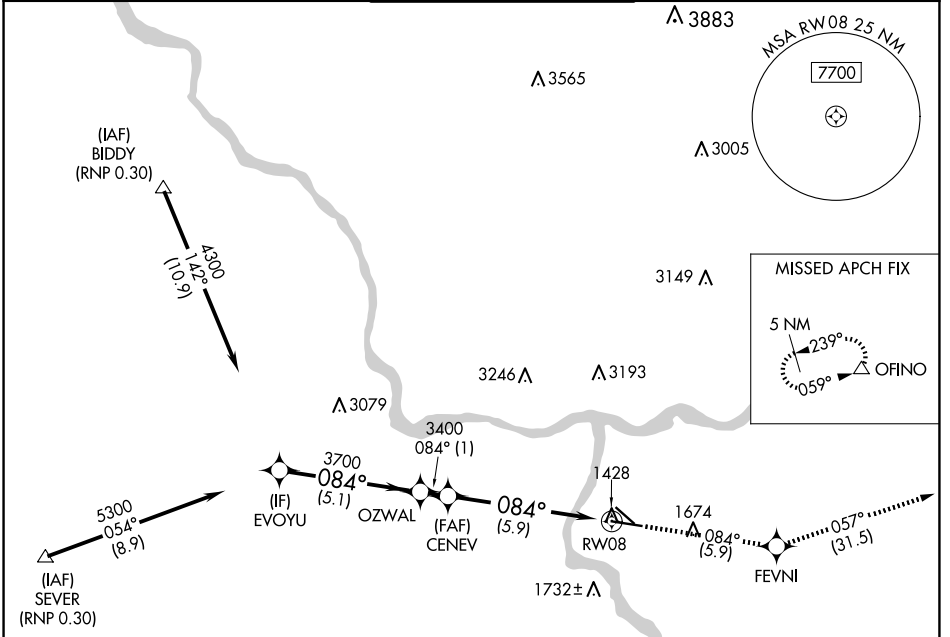 3883
MSA RW08 25 NM
7700
3565
3005
(IAF)
BIDDY
(RNP 0.30)
4300
142°
(10.9)
3149
MISSED APCH FIX
5 NM
239°
059°
OFINO
3246
3193
3079
3400
084° (1)
3700
084°
(5.1)
(IF)
EVOYU
OZWAL
(FAF)
CENEV
084°
(5.9)
1428
RW08
1674
084°
(5.9)
FEVNI
057°
(31.5)
5300
054°
(8.9)
(IAF)
SEVER
(RNP 0.30)
1732±